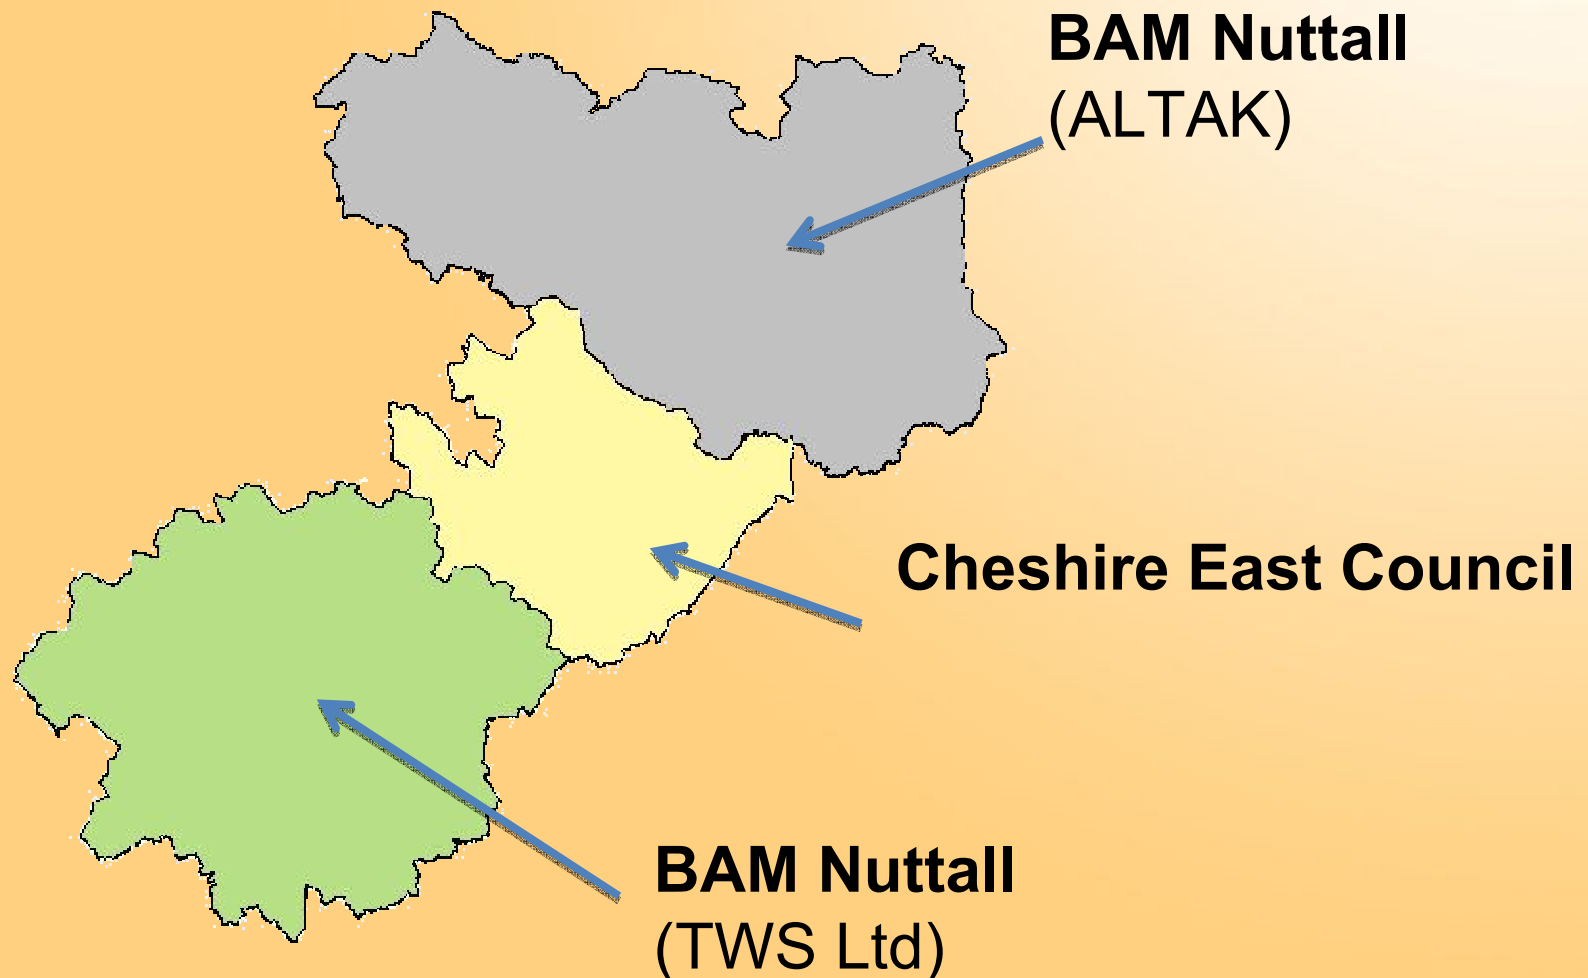 BAM Nuttall
(ALTAK)
Cheshire East Council
BAM Nuttall
(TWS Ltd)